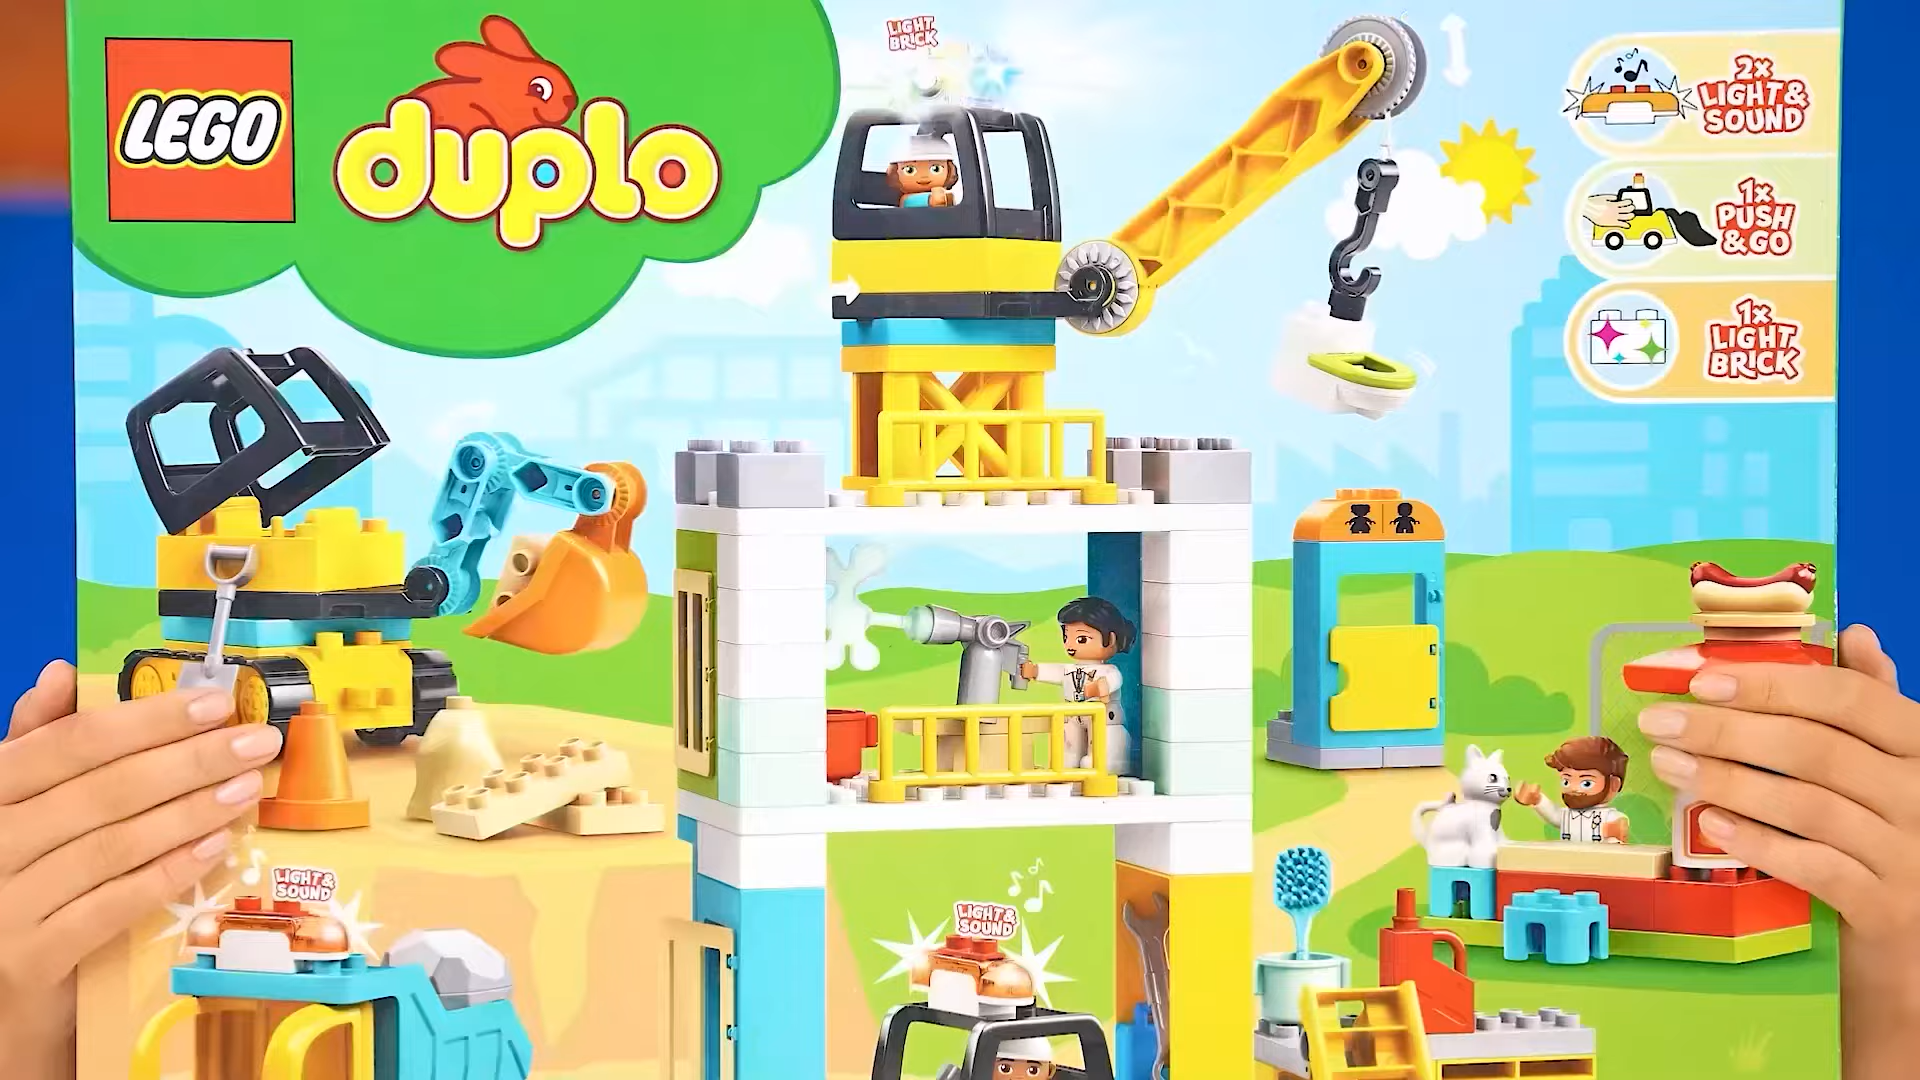 LEGO
duplo
LIGHT
BRICK
2x
LIGHT&
SOUND
1x
PUSH
&GO
1x
LIGHT
BRICK
LIGHT&
SOUND
LIGHT&
SOUND